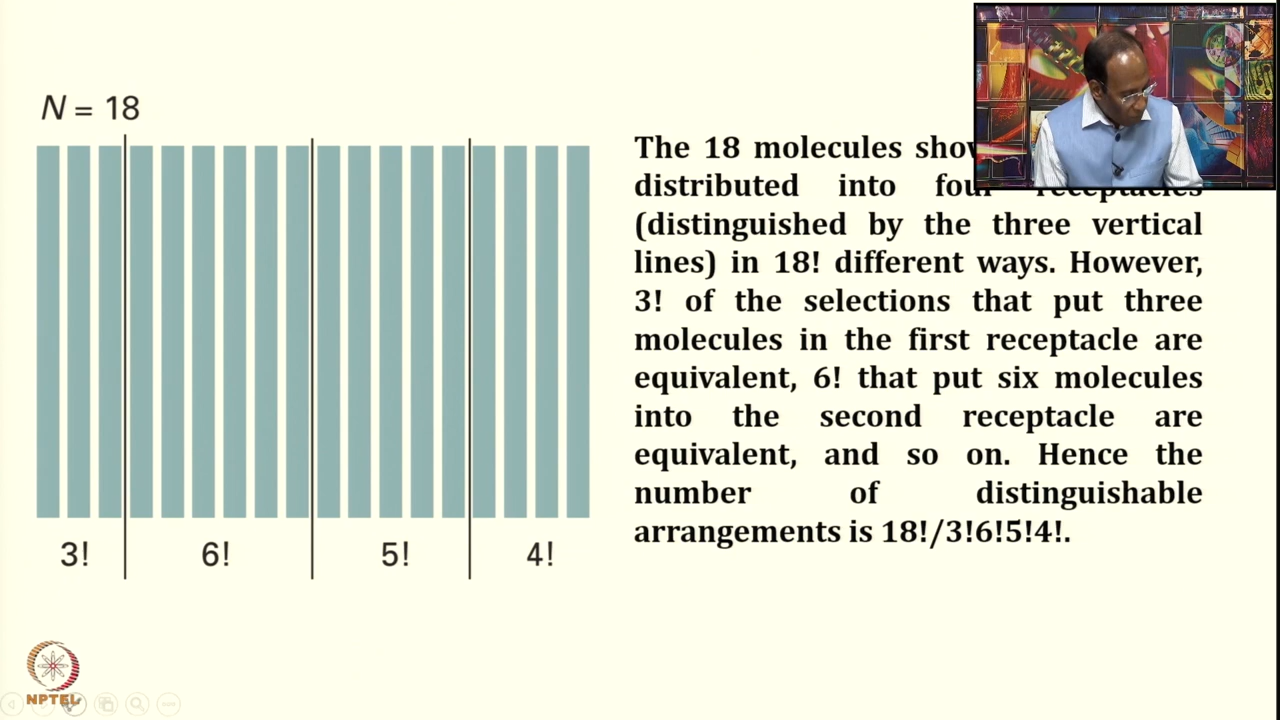 N = 18
3!
6!
5!
4!
The 18 molecules
distributed into four receptacles
(distinguished by the three vertical
lines) in 18! different ways. However,
3! of the selections that put three
molecules in the first receptacle are
equivalent, 6! that put six molecules
into the second receptacle are
equivalent, and so on. Hence the
number of distinguishable
arrangements is 18!/3!6!5!4!.
NPTEL